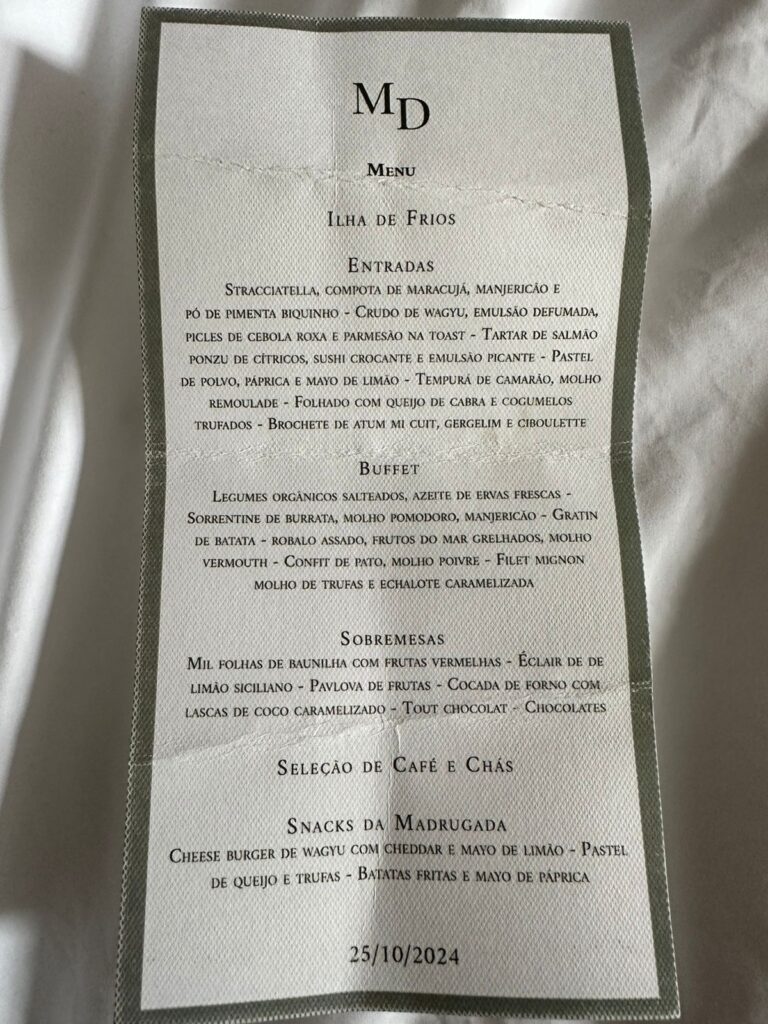 MD
Menu
Ilha de Frios
Entradas
Stracciatella, compota de maracujá, manjericão e
pó de pimenta biquinho - Crudo de wagyu, emulsão defumada,
picles de cebola roxa e parmesão na toast - Tartar de salmão
ponzu de cítricos, sushi crocante e emulsão picante - Pastel
de polvo, páprica e mayo de limão - Tempurá de camarão, molho
remoulade - Folhado com queijo de cabra e cogumelos
trufados - Brochete de atum mi cuit, gergelim e ciboulette
Buffet
Legumes orgânicos salteados, azeite de ervas frescas -
Sorrentine de burrata, molho pomodoro, manjericão - Gratin
de batata - robalo assado, frutos do mar grelhados, molho
vermouth - Confit de pato, molho poivre - Filet mignon
molho de trufas e echalote caramelizada
Sobremesas
Mil folhas de baunilha com frutas vermelhas - Éclair de de
limão siciliano - Pavlova de frutas - Cocada de forno com
lascas de coco caramelizado - Tout chocolat - Chocolates
Seleção de Café e Chás
Snacks da Madrugada
Cheese burger de wagyu com cheddar e mayo de limão - Pastel
de queijo e trufas - Batatas fritas e mayo de páprica
25/10/2024